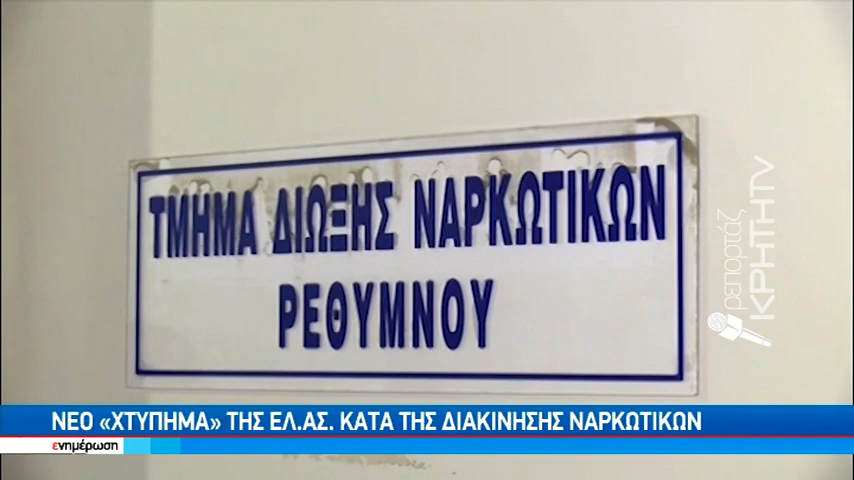 ΤΜΗΜΑ ΔΙΩΞΗΣ ΝΑΡΚΩΤΙΚΩΝ
ΡΕΘΥΜΝΟΥ
ρεπορτάζ
ΚΡΗΤΗTV
ΝΕΟ «ΧΤΥΠΗΜΑ» ΤΗΣ ΕΛ.ΑΣ. ΚΑΤΑ ΤΗΣ ΔΙΑΚΙΝΗΣΗΣ ΝΑΡΚΩΤΙΚΩΝ
ενημέρωση